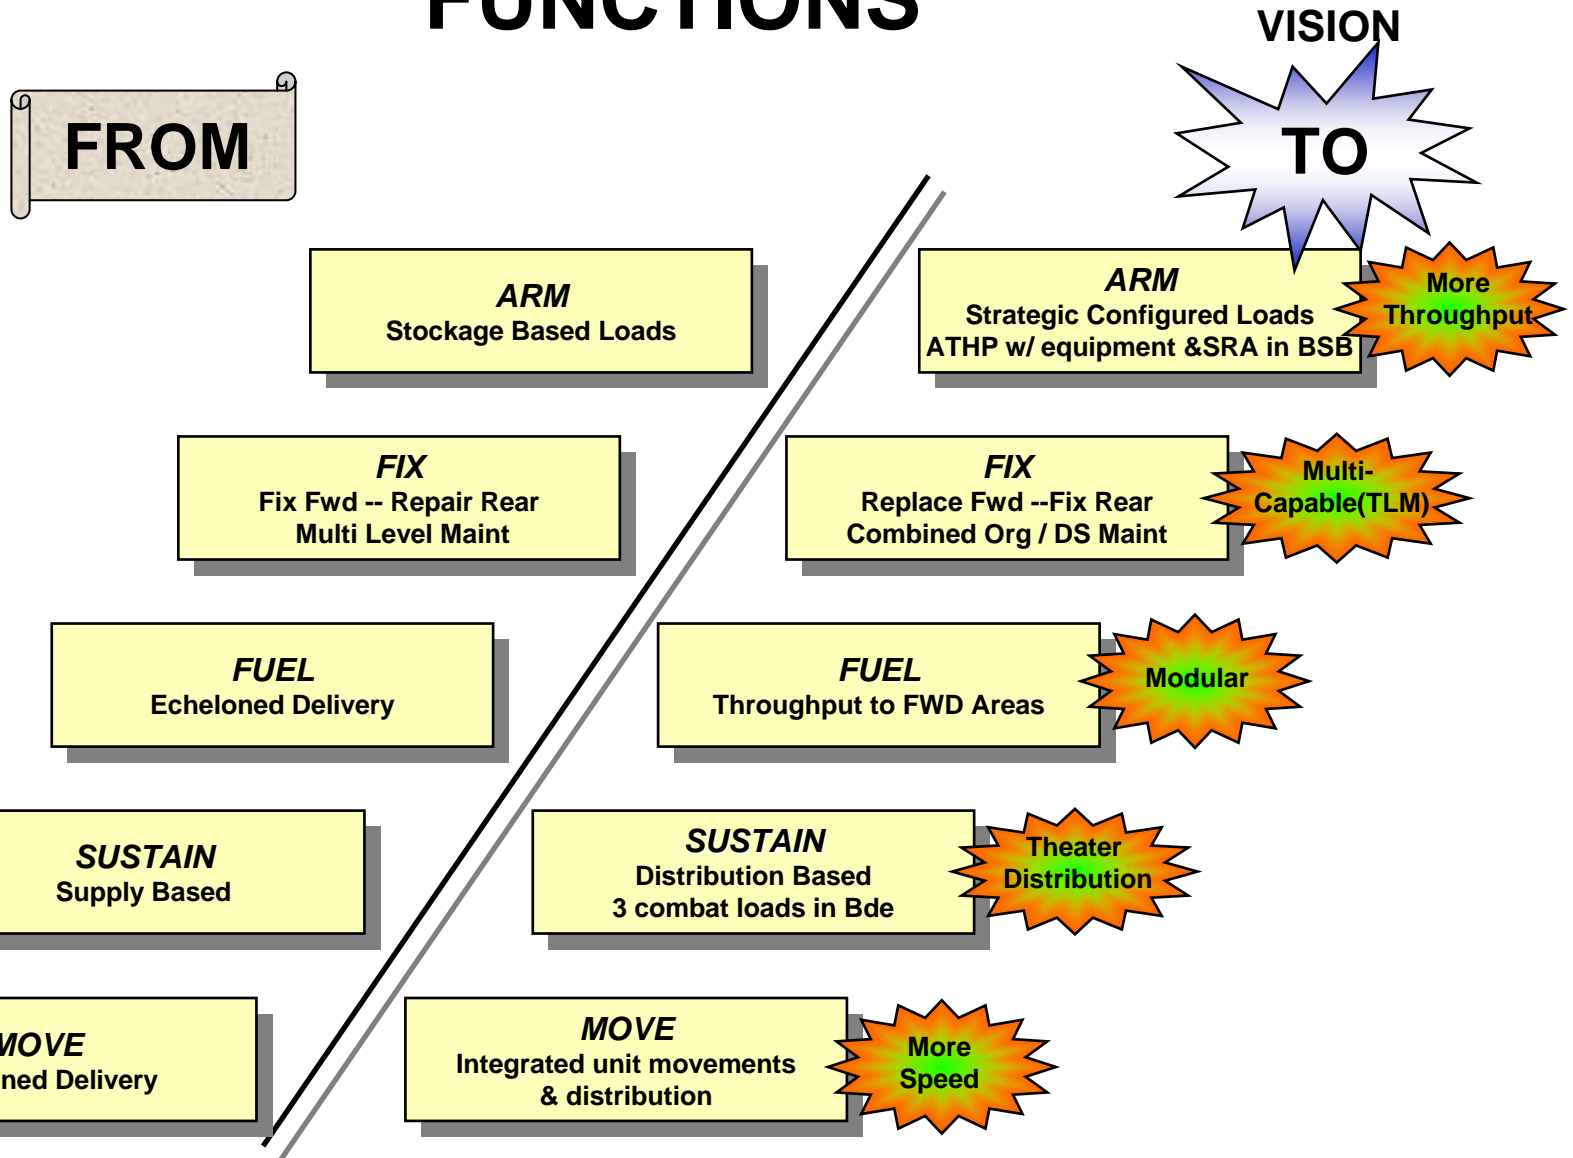 FUNCTIONS
VISION
FROM
TO
ARM
Stockage Based Loads
ARM
Strategic Configured Loads
ATHP w/ equipment &SRA in BSB
More
Throughput
FIX
Fix Fwd -- Repair Rear
Multi Level Maint
FIX
Replace Fwd --Fix Rear
Combined Org / DS Maint
Multi-
Capable(TLM)
FUEL
Echeloned Delivery
FUEL
Throughput to FWD Areas
Modular
SUSTAIN
Supply Based
SUSTAIN
Distribution Based
3 combat loads in Bde
Theater
Distribution
MOVE
ned Delivery
MOVE
Integrated unit movements
& distribution
More
Speed